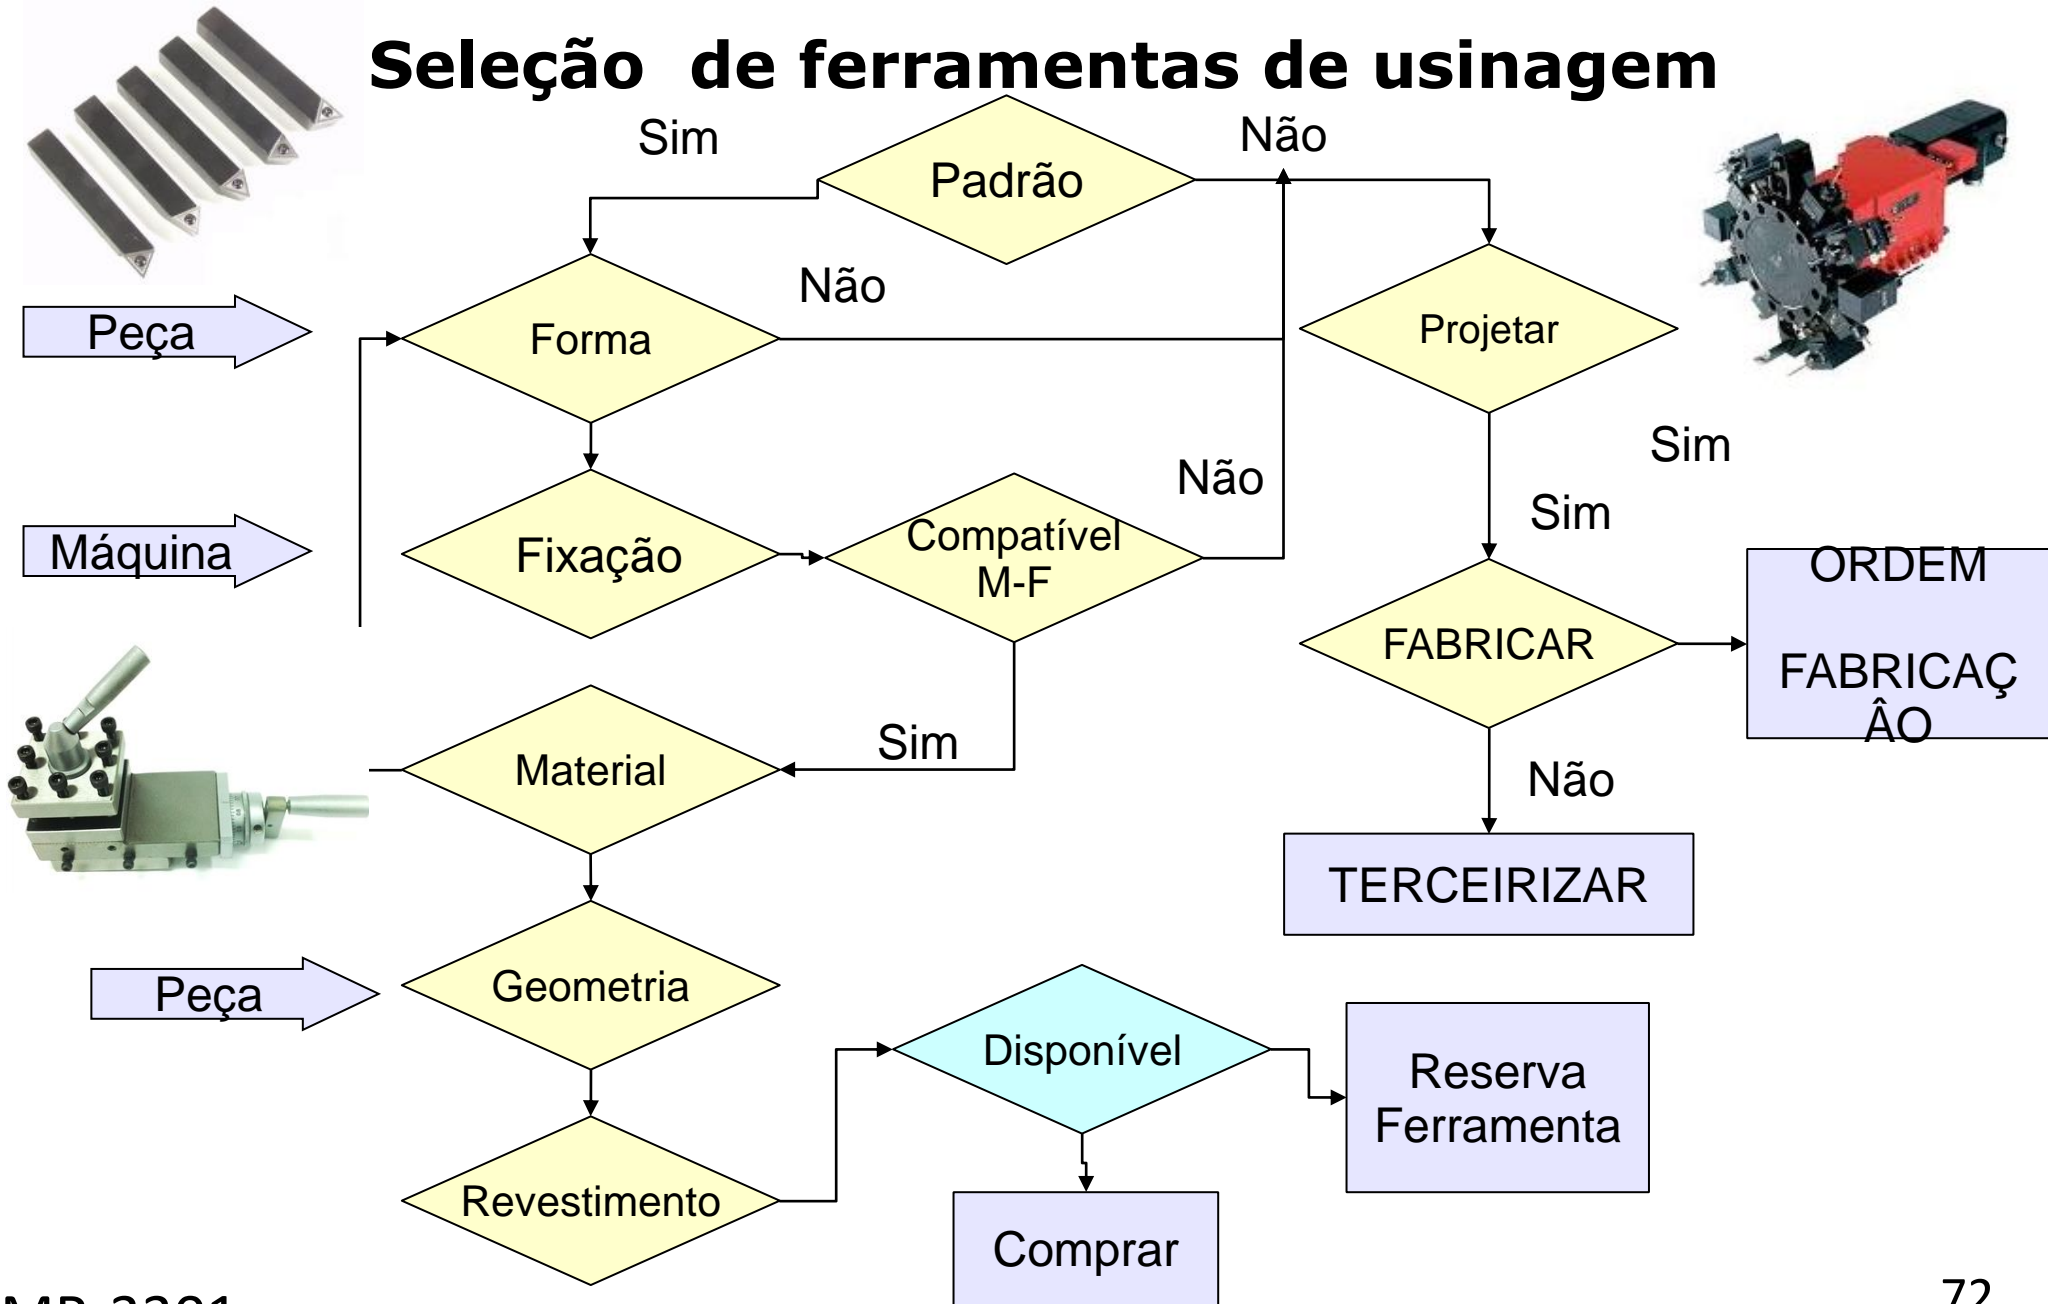 Seleção de ferramentas de usinagem
Sim
Padrão
Não
Peça
Forma
Não
Projetar
Sim
Máquina
Fixação
Compatível
M-F
Não
Sim
FABRICAR
ORDEM
FABRICAÇ
ÂO
Material
Sim
Não
TERCEIRIZAR
Peça
Geometria
Disponível
Reserva
Ferramenta
Revestimento
Comprar
72